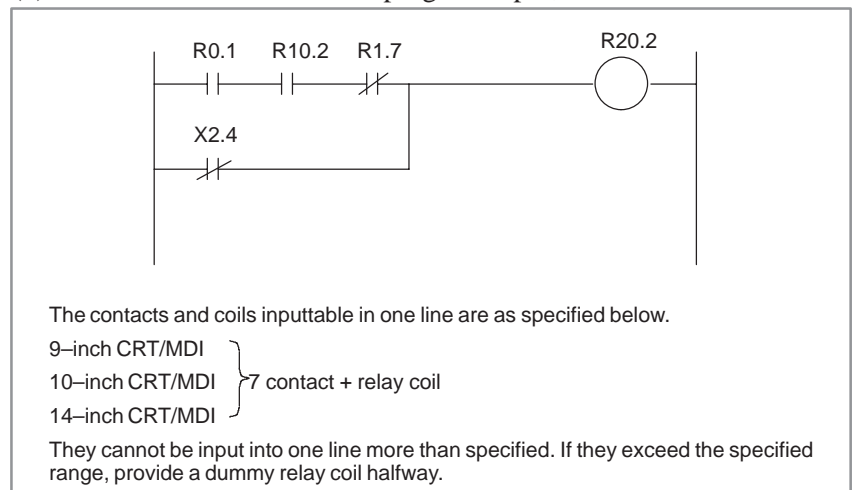 R0.1 R10.2 R1.7 R20.2
X2.4
The contacts and coils inputtable in one line are as specified below.
9–inch CRT/MDI
10–inch CRT/MDI 7 contact + relay coil
14–inch CRT/MDI
They cannot be input into one line more than specified. If they exceed the specified
range, provide a dummy relay coil halfway.